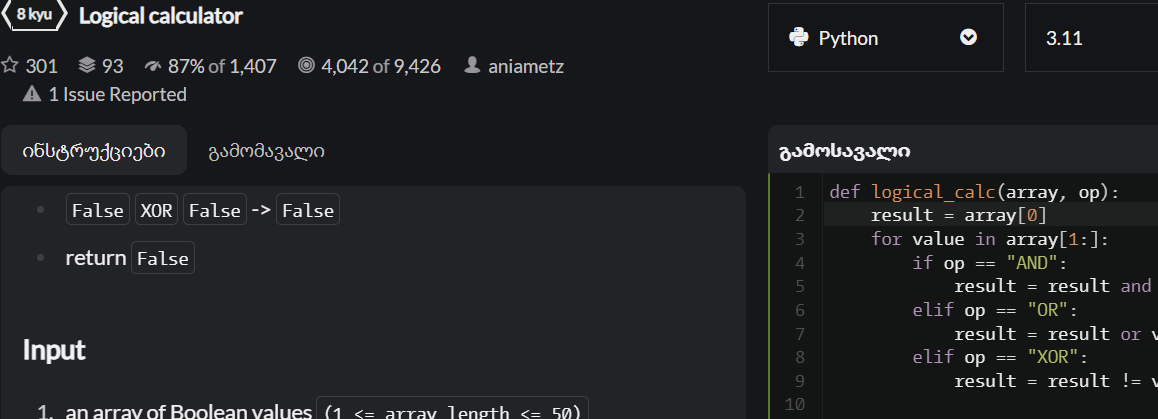 8 kyu Logical calculator
301 93 87% of 1,407 4,042 of 9,426 aniametz
1 Issue Reported
ინსტრუქციები გამომავალი
False XOR False -> False
return False
Input
1. an array of Boolean values (1 <= array_length <= 50)
Python 3.11
გამოსავალი
1 def logical_calc(array, op):
2 result = array[0]
3 for value in array[1:]:
4 if op == "AND":
5 result = result and
6 elif op == "OR":
7 result = result or v
8 elif op == "XOR":
9 result = result != v
10